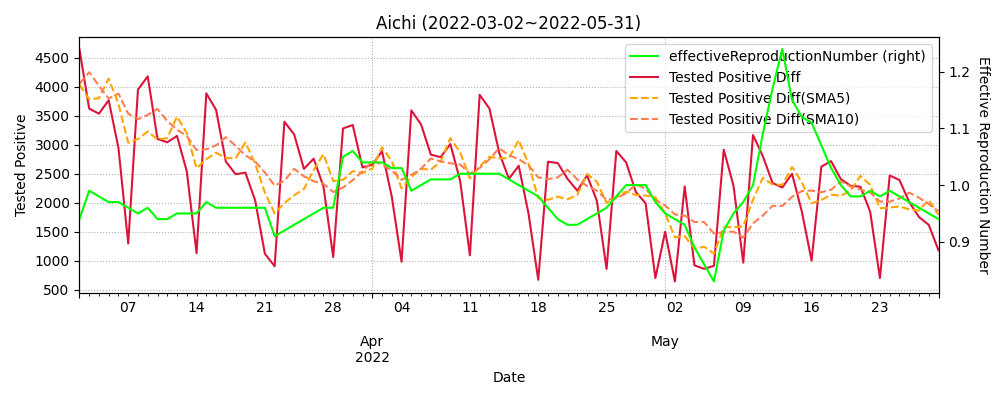 Aichi (2022-03-02~2022-05-31)
effectiveReproductionNumber (right)
Tested Positive Diff
Tested Positive Diff(SMA5)
Tested Positive Diff(SMA10)
Tested Positive
4500
4000
3500
3000
2500
2000
1500
1000
500
Effective Reproduction Number
1.2
1.1
1.0
0.9
07 14 21 28 04 11 18 25 02 09 16 23
Apr May
2022
Date